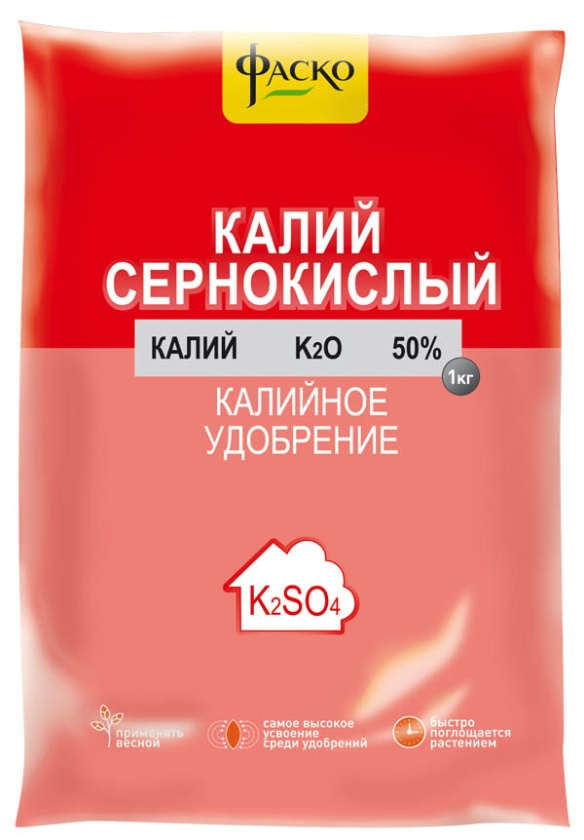 ФАСКО
КАЛИЙ
СЕРНОКИСЛЫЙ
КАЛИЙ K2O 50%
1кг
КАЛИЙНОЕ
УДОБРЕНИЕ
K2SO4
применять
весной
самое высокое
усвоение
среди удобрений
быстро
поглощается
растением